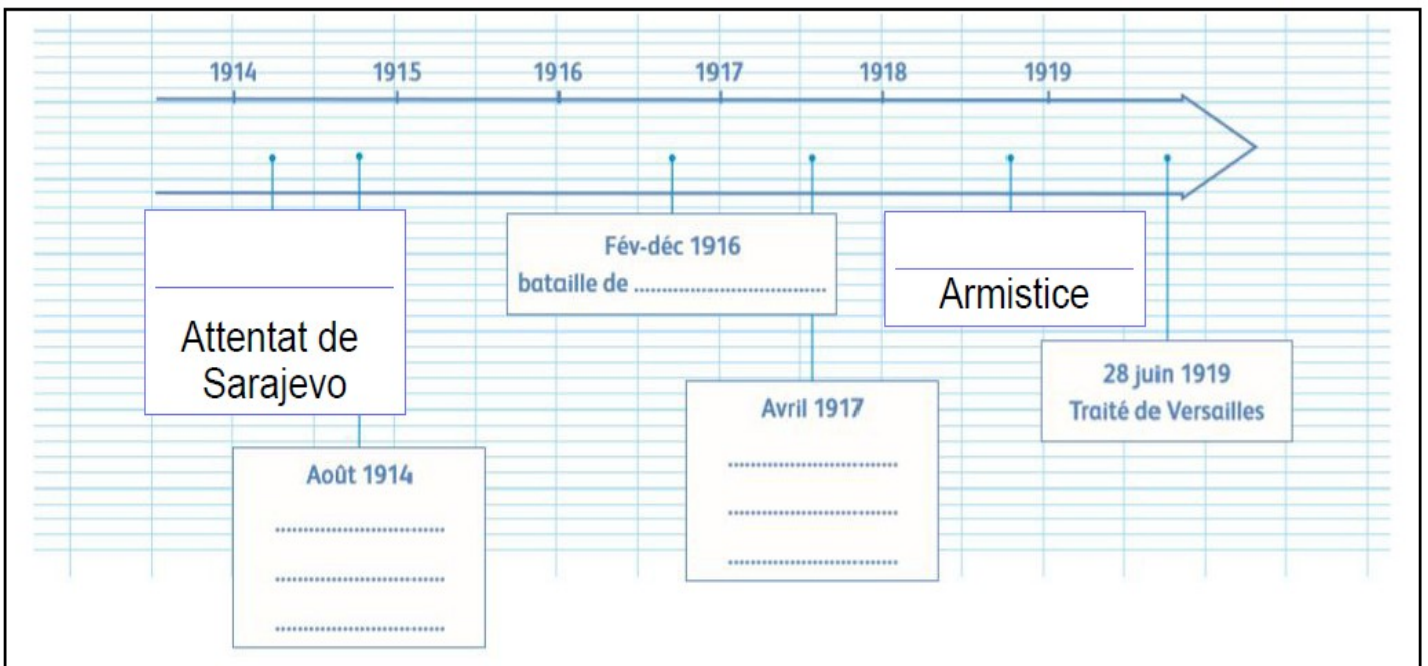 1914 1915 1916 1917 1918 1919
Attentat de
Sarajevo
Août 1914
.................................
.................................
.................................
Fév-déc 1916
bataille de ...................................
Avril 1917
.................................
.................................
.................................
Armistice
28 juin 1919
Traité de Versailles